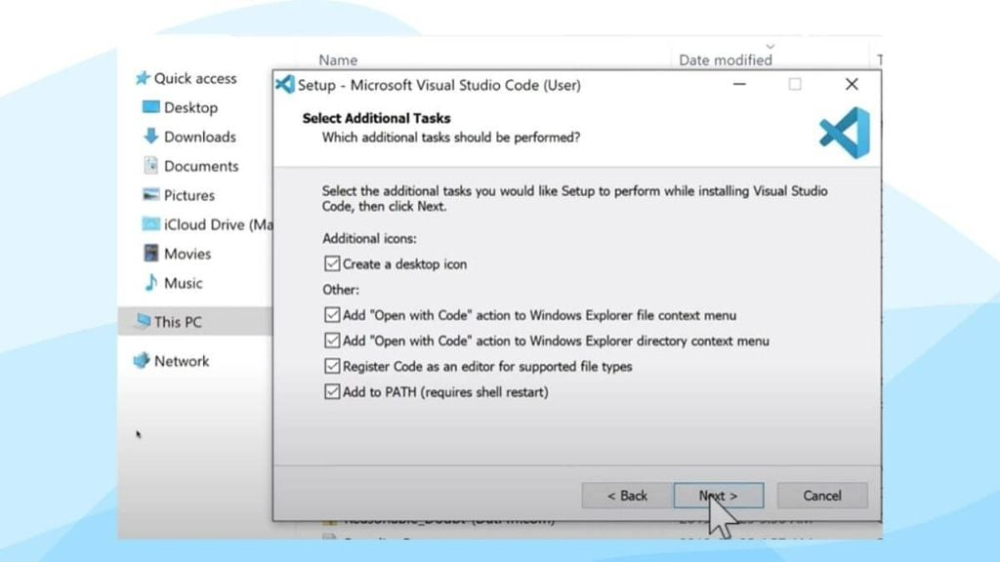 Name
Date modified
Quick access
Desktop
Downloads
Documents
Pictures
iCloud Drive (Ma
Movies
Music
This PC
Network
Setup - Microsoft Visual Studio Code (User)
Select Additional Tasks
Which additional tasks should be performed?
Select the additional tasks you would like Setup to perform while installing Visual Studio
Code, then click Next.
Additional icons:
Create a desktop icon
Other:
Add "Open with Code" action to Windows Explorer file context menu
Add "Open with Code" action to Windows Explorer directory context menu
Register Code as an editor for supported file types
Add to PATH (requires shell restart)
< Back
Next >
Cancel